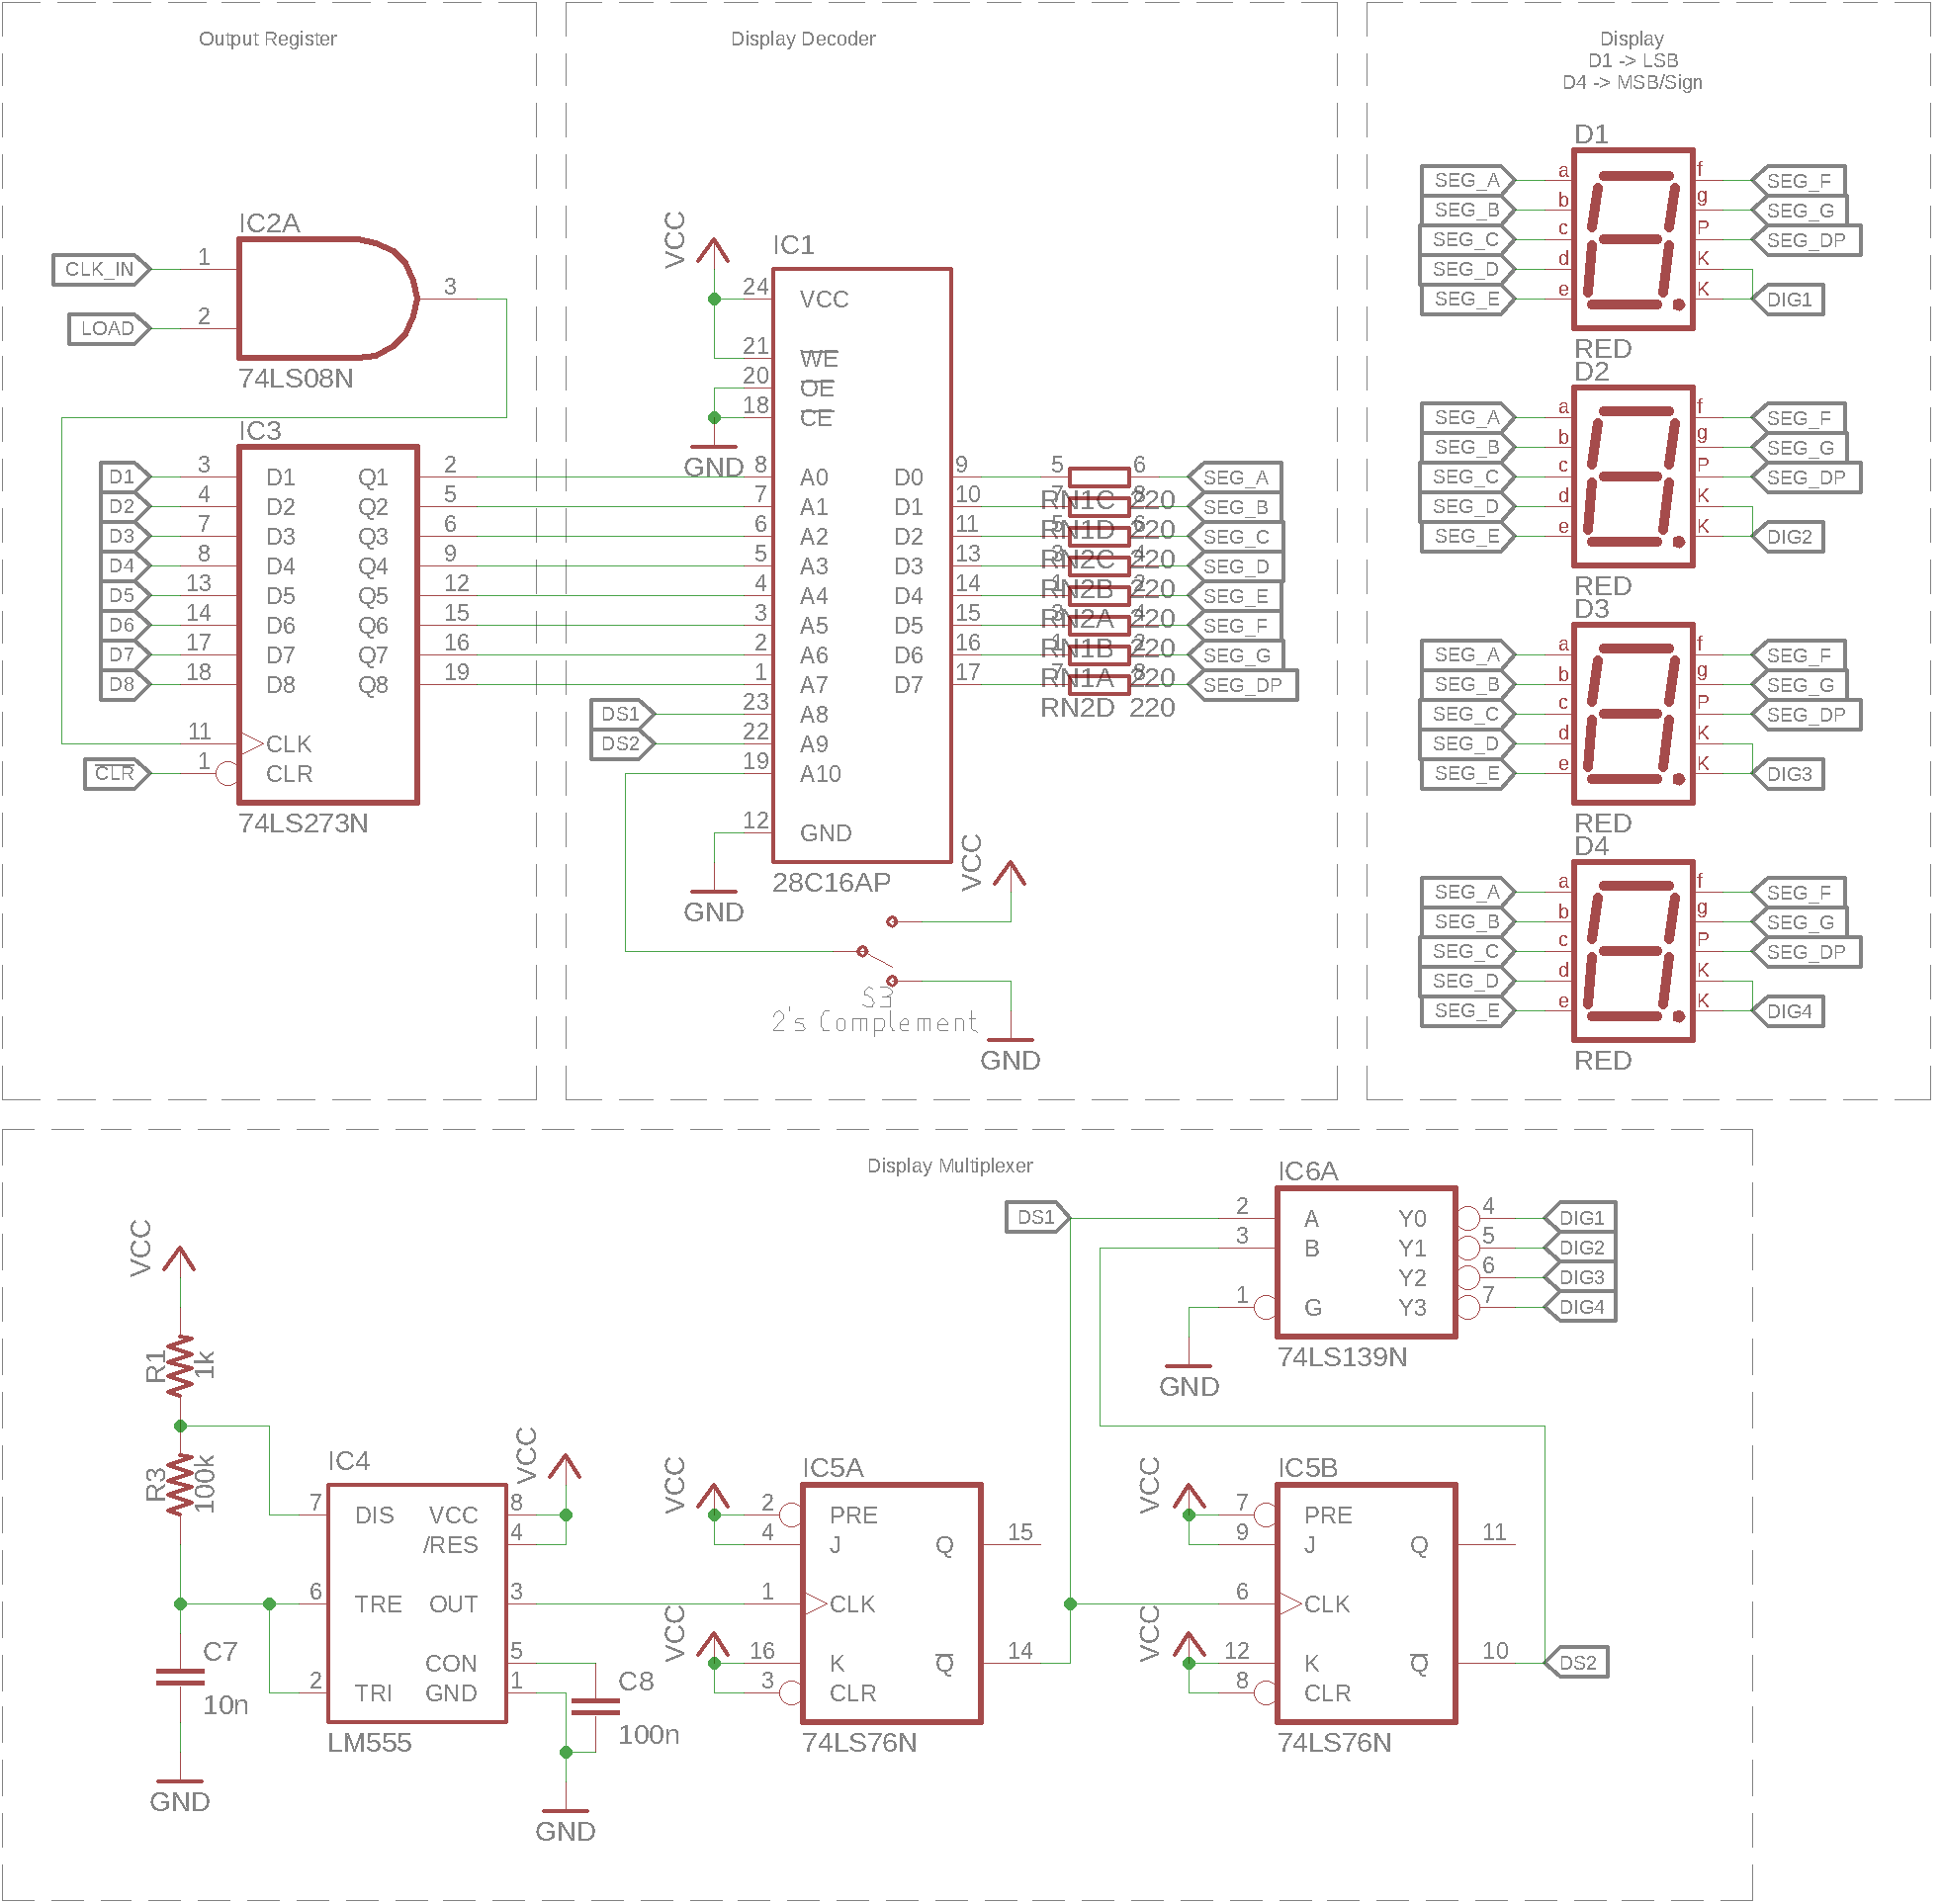 Output Register
IC2A
CLK_IN 1
LOAD 2
3
74LS08N
IC3
D1 3 D1 Q1 2
D2 4 D2 Q2 5
D3 7 D3 Q3 6
D4 8 D4 Q4 9
D5 13 D5 Q5 12
D6 14 D6 Q6 15
D7 17 D7 Q7 16
D8 18 D8 Q8 19
11 CLK
CLR 1 CLR
74LS273N
Display Decoder
VCC
IC1
24 VCC
21 WE
20 OE
18 CE
GND
8 A0 D0 9 5 6 SEG_A
RN1C 220
7 A1 D1 10 7 8 SEG_B
RN1D 220
6 A2 D2 11 5 6 SEG_C
RN2C 220
5 A3 D3 13 3 4 SEG_D
RN2B 220
4 A4 D4 14 1 2 SEG_E
RN2A 220
3 A5 D5 15 3 4 SEG_F
RN1B 220
2 A6 D6 16 1 2 SEG_G
RN1A 220
1 A7 D7 17 7 8 SEG_DP
RN2D 220
DS1 23 A8
DS2 22 A9
19 A10
12 GND
GND
28C16AP
VCC
S3
2's Complement
GND
Display
D1 -> LSB
D4 -> MSB/Sign
D1
SEG_A a f SEG_F
SEG_B b g SEG_G
SEG_C c P SEG_DP
SEG_D d K
SEG_E e K DIG1
RED
D2
SEG_A a f SEG_F
SEG_B b g SEG_G
SEG_C c P SEG_DP
SEG_D d K
SEG_E e K DIG2
RED
D3
SEG_A a f SEG_F
SEG_B b g SEG_G
SEG_C c P SEG_DP
SEG_D d K
SEG_E e K DIG3
RED
D4
SEG_A a f SEG_F
SEG_B b g SEG_G
SEG_C c P SEG_DP
SEG_D d K
SEG_E e K DIG4
RED
Display Multiplexer
VCC
R1 1k
R3 100k
C7
10n
GND
IC4
7 DIS VCC 8
/RES 4
6 TRE OUT 3
CON 5
2 TRI GND 1
LM555
VCC
C8
100n
GND
IC5A
VCC
2 PRE
4 J Q 15
1 CLK
VCC
16 K Q 14
3 CLR
74LS76N
DS1
IC6A
2 A Y0 4 DIG1
3 B Y1 5 DIG2
Y2 6 DIG3
1 G Y3 7 DIG4
74LS139N
GND
IC5B
VCC
7 PRE
9 J Q 11
6 CLK
VCC
12 K Q 10 DS2
8 CLR
74LS76N